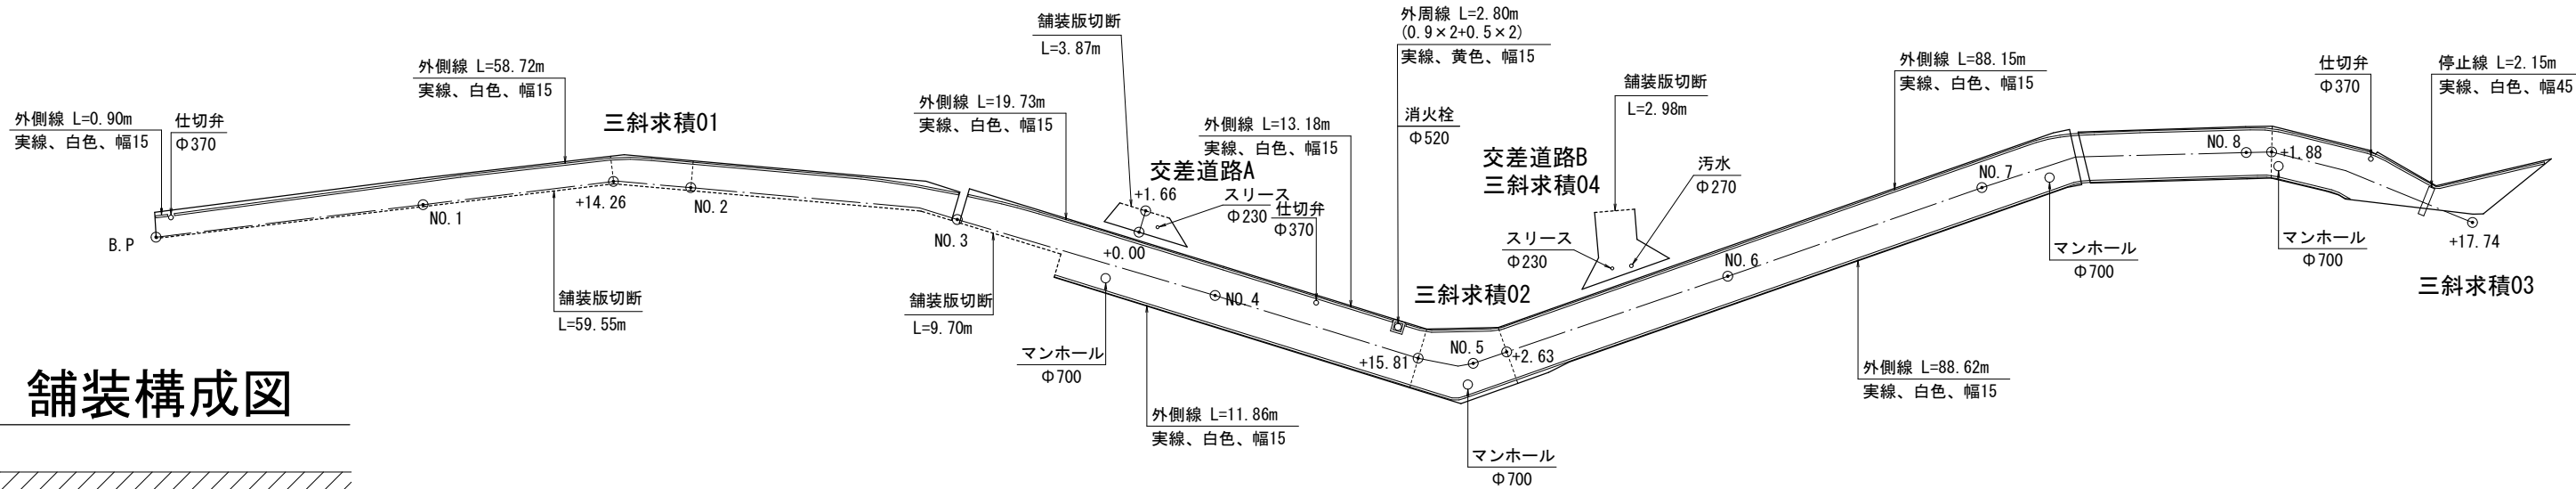 外側線 L=0.90m
実線、白色、幅15
仕切弁
Φ370
B.P
外側線 L=58.72m
実線、白色、幅15
NO.1
舗装版切断
L=59.55m
三斜求積01
+14.26
NO.2
外側線 L=19.73m
実線、白色、幅15
NO.3
舗装版切断
L=9.70m
舗装版切断
L=3.87m
交差道路A
+1.66
スリース
Φ230
+0.00
仕切弁
Φ370
外側線 L=13.18m
実線、白色、幅15
NO.4
マンホール
Φ700
外側線 L=11.86m
実線、白色、幅15
外周線 L=2.80m
(0.9×2+0.5×2)
実線、黄色、幅15
消火栓
Φ520
三斜求積02
+15.81
NO.5
+2.63
マンホール
Φ700
舗装版切断
L=2.98m
交差道路B
三斜求積04
汚水
Φ270
スリース
Φ230
NO.6
外側線 L=88.15m
実線、白色、幅15
NO.7
外側線 L=88.62m
実線、白色、幅15
マンホール
Φ700
NO.8
+1.88
マンホール
Φ700
仕切弁
Φ370
停止線 L=2.15m
実線、白色、幅45
+17.74
三斜求積03
舗装構成図